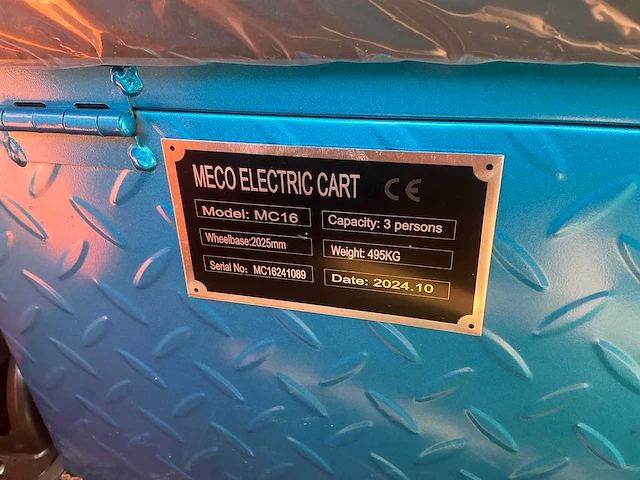 MECO ELECTRIC CART CE
Model: MC16
Capacity: 3 persons
Wheelbase:2025mm
Weight: 495KG
Serial No: MC16241089
Date: 2024.10